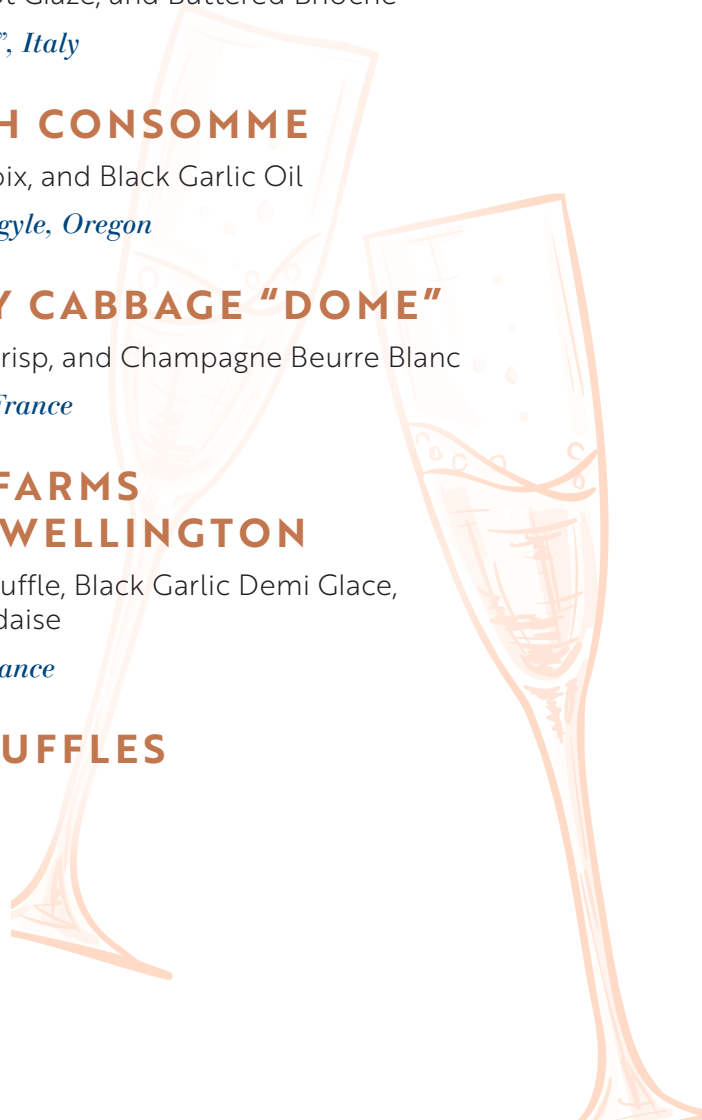 Glaze, and Buttered Brioche
”, Italy
H CONSOMME
oix, and Black Garlic Oil
gyle, Oregon
Y CABBAGE “DOME”
risp, and Champagne Beurre Blanc
France
FARMS
WELLINGTON
uffle, Black Garlic Demi Glace,
daise
ance
UFFLES